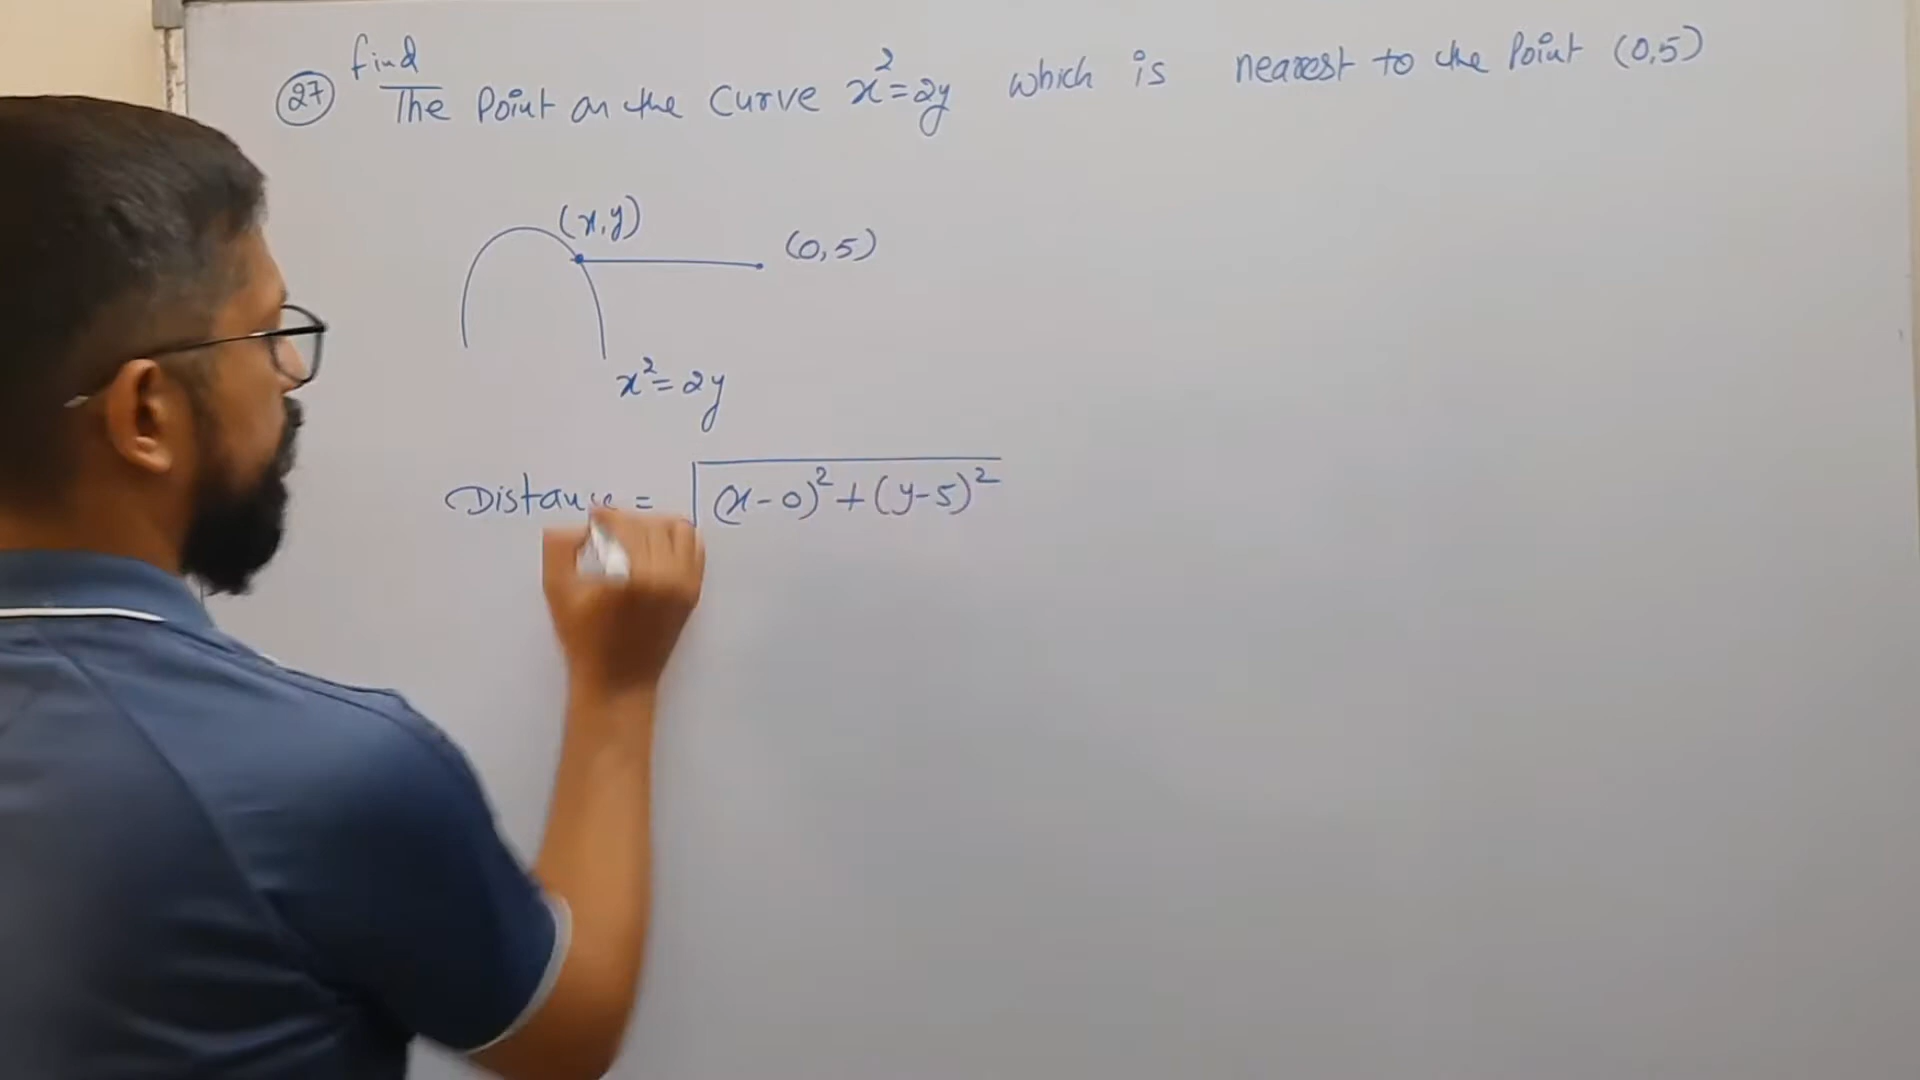 27 find
The Point on the Curve x²=2y which is nearest to the Point (0,5)
(x,y)
(0,5)
x²=2y
Distance = √(x-0)²+(y-5)²